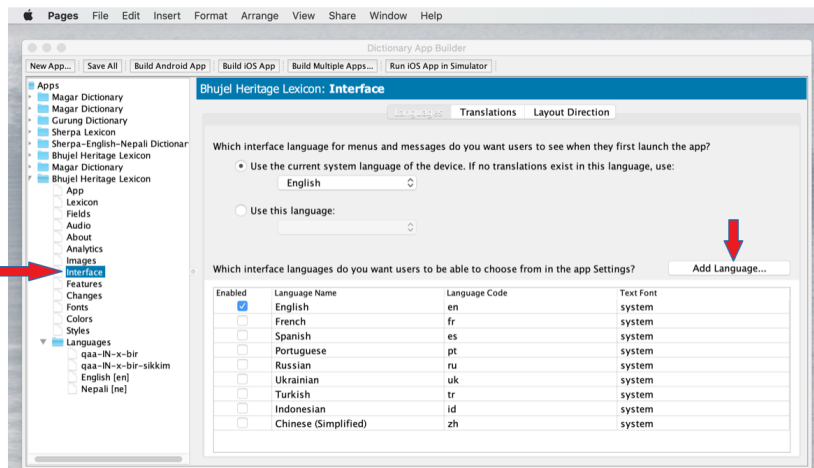 Pages File Edit Insert Format Arrange View Share Window Help
Dictionary App Builder
New App... Save All Build Android App Build iOS App Build Multiple Apps... Run iOS App in Simulator
Apps
Magar Dictionary
Magar Dictionary
Gurung Dictionary
Sherpa Lexicon
Sherpa-English-Nepali Dictionar
Bhujel Heritage Lexicon
Magar Dictionary
Bhujel Heritage Lexicon
App
Lexicon
Fields
Audio
About
Analytics
Images
Interface
Features
Changes
Fonts
Colors
Styles
Languages
qaa-IN-x-bir
qaa-IN-x-bir-sikkim
English [en]
Nepali [ne]
Bhujel Heritage Lexicon: Interface
Languages Translations Layout Direction
Which interface language for menus and messages do you want users to see when they first launch the app?
Use the current system language of the device. If no translations exist in this language, use:
English
Use this language:
Which interface languages do you want users to be able to choose from in the app Settings? Add Language...
Enabled Language Name Language Code Text Font
English en system
French fr system
Spanish es system
Portuguese pt system
Russian ru system
Ukrainian uk system
Turkish tr system
Indonesian id system
Chinese (Simplified) zh system